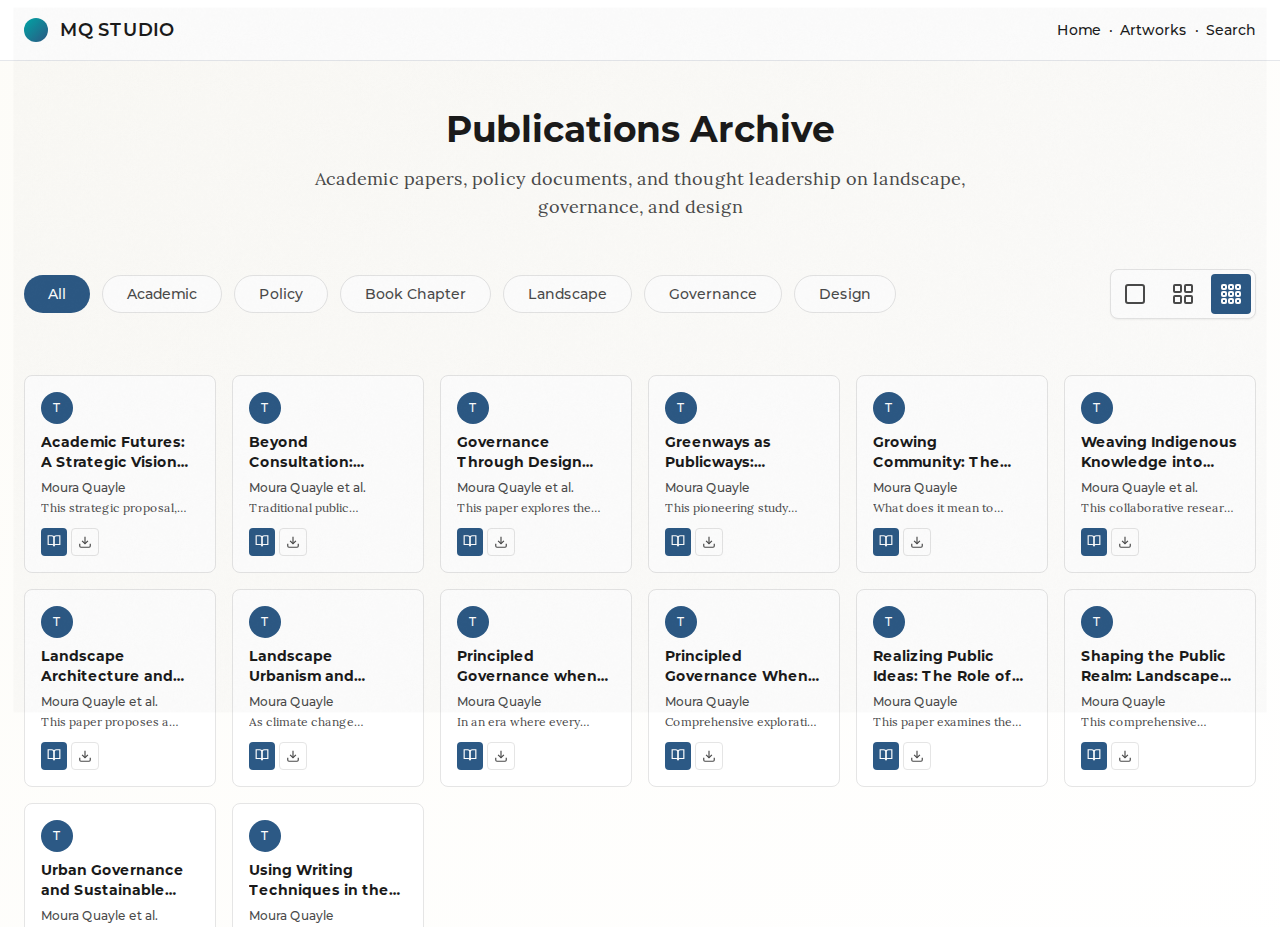 MQ STUDIO
Home · Artworks · Search
Publications Archive
Academic papers, policy documents, and thought leadership on landscape,
governance, and design
All
Academic
Policy
Book Chapter
Landscape
Governance
Design
T
Academic Futures:
A Strategic Vision...
Moura Quayle
This strategic proposal,...
T
Beyond
Consultation:...
Moura Quayle et al.
Traditional public...
T
Governance
Through Design...
Moura Quayle et al.
This paper explores the...
T
Greenways as
Publicways:...
Moura Quayle
This pioneering study...
T
Growing
Community: The...
Moura Quayle
What does it mean to...
T
Weaving Indigenous
Knowledge into...
Moura Quayle et al.
This collaborative resear...
T
Landscape
Architecture and...
Moura Quayle et al.
This paper proposes a...
T
Landscape
Urbanism and...
Moura Quayle
As climate change...
T
Principled
Governance when...
Moura Quayle
In an era where every...
T
Principled
Governance When...
Moura Quayle
Comprehensive explorati...
T
Realizing Public
Ideas: The Role of...
Moura Quayle
This paper examines the...
T
Shaping the Public
Realm: Landscape...
Moura Quayle
This comprehensive...
T
Urban Governance
and Sustainable...
Moura Quayle et al.
T
Using Writing
Techniques in the...
Moura Quayle